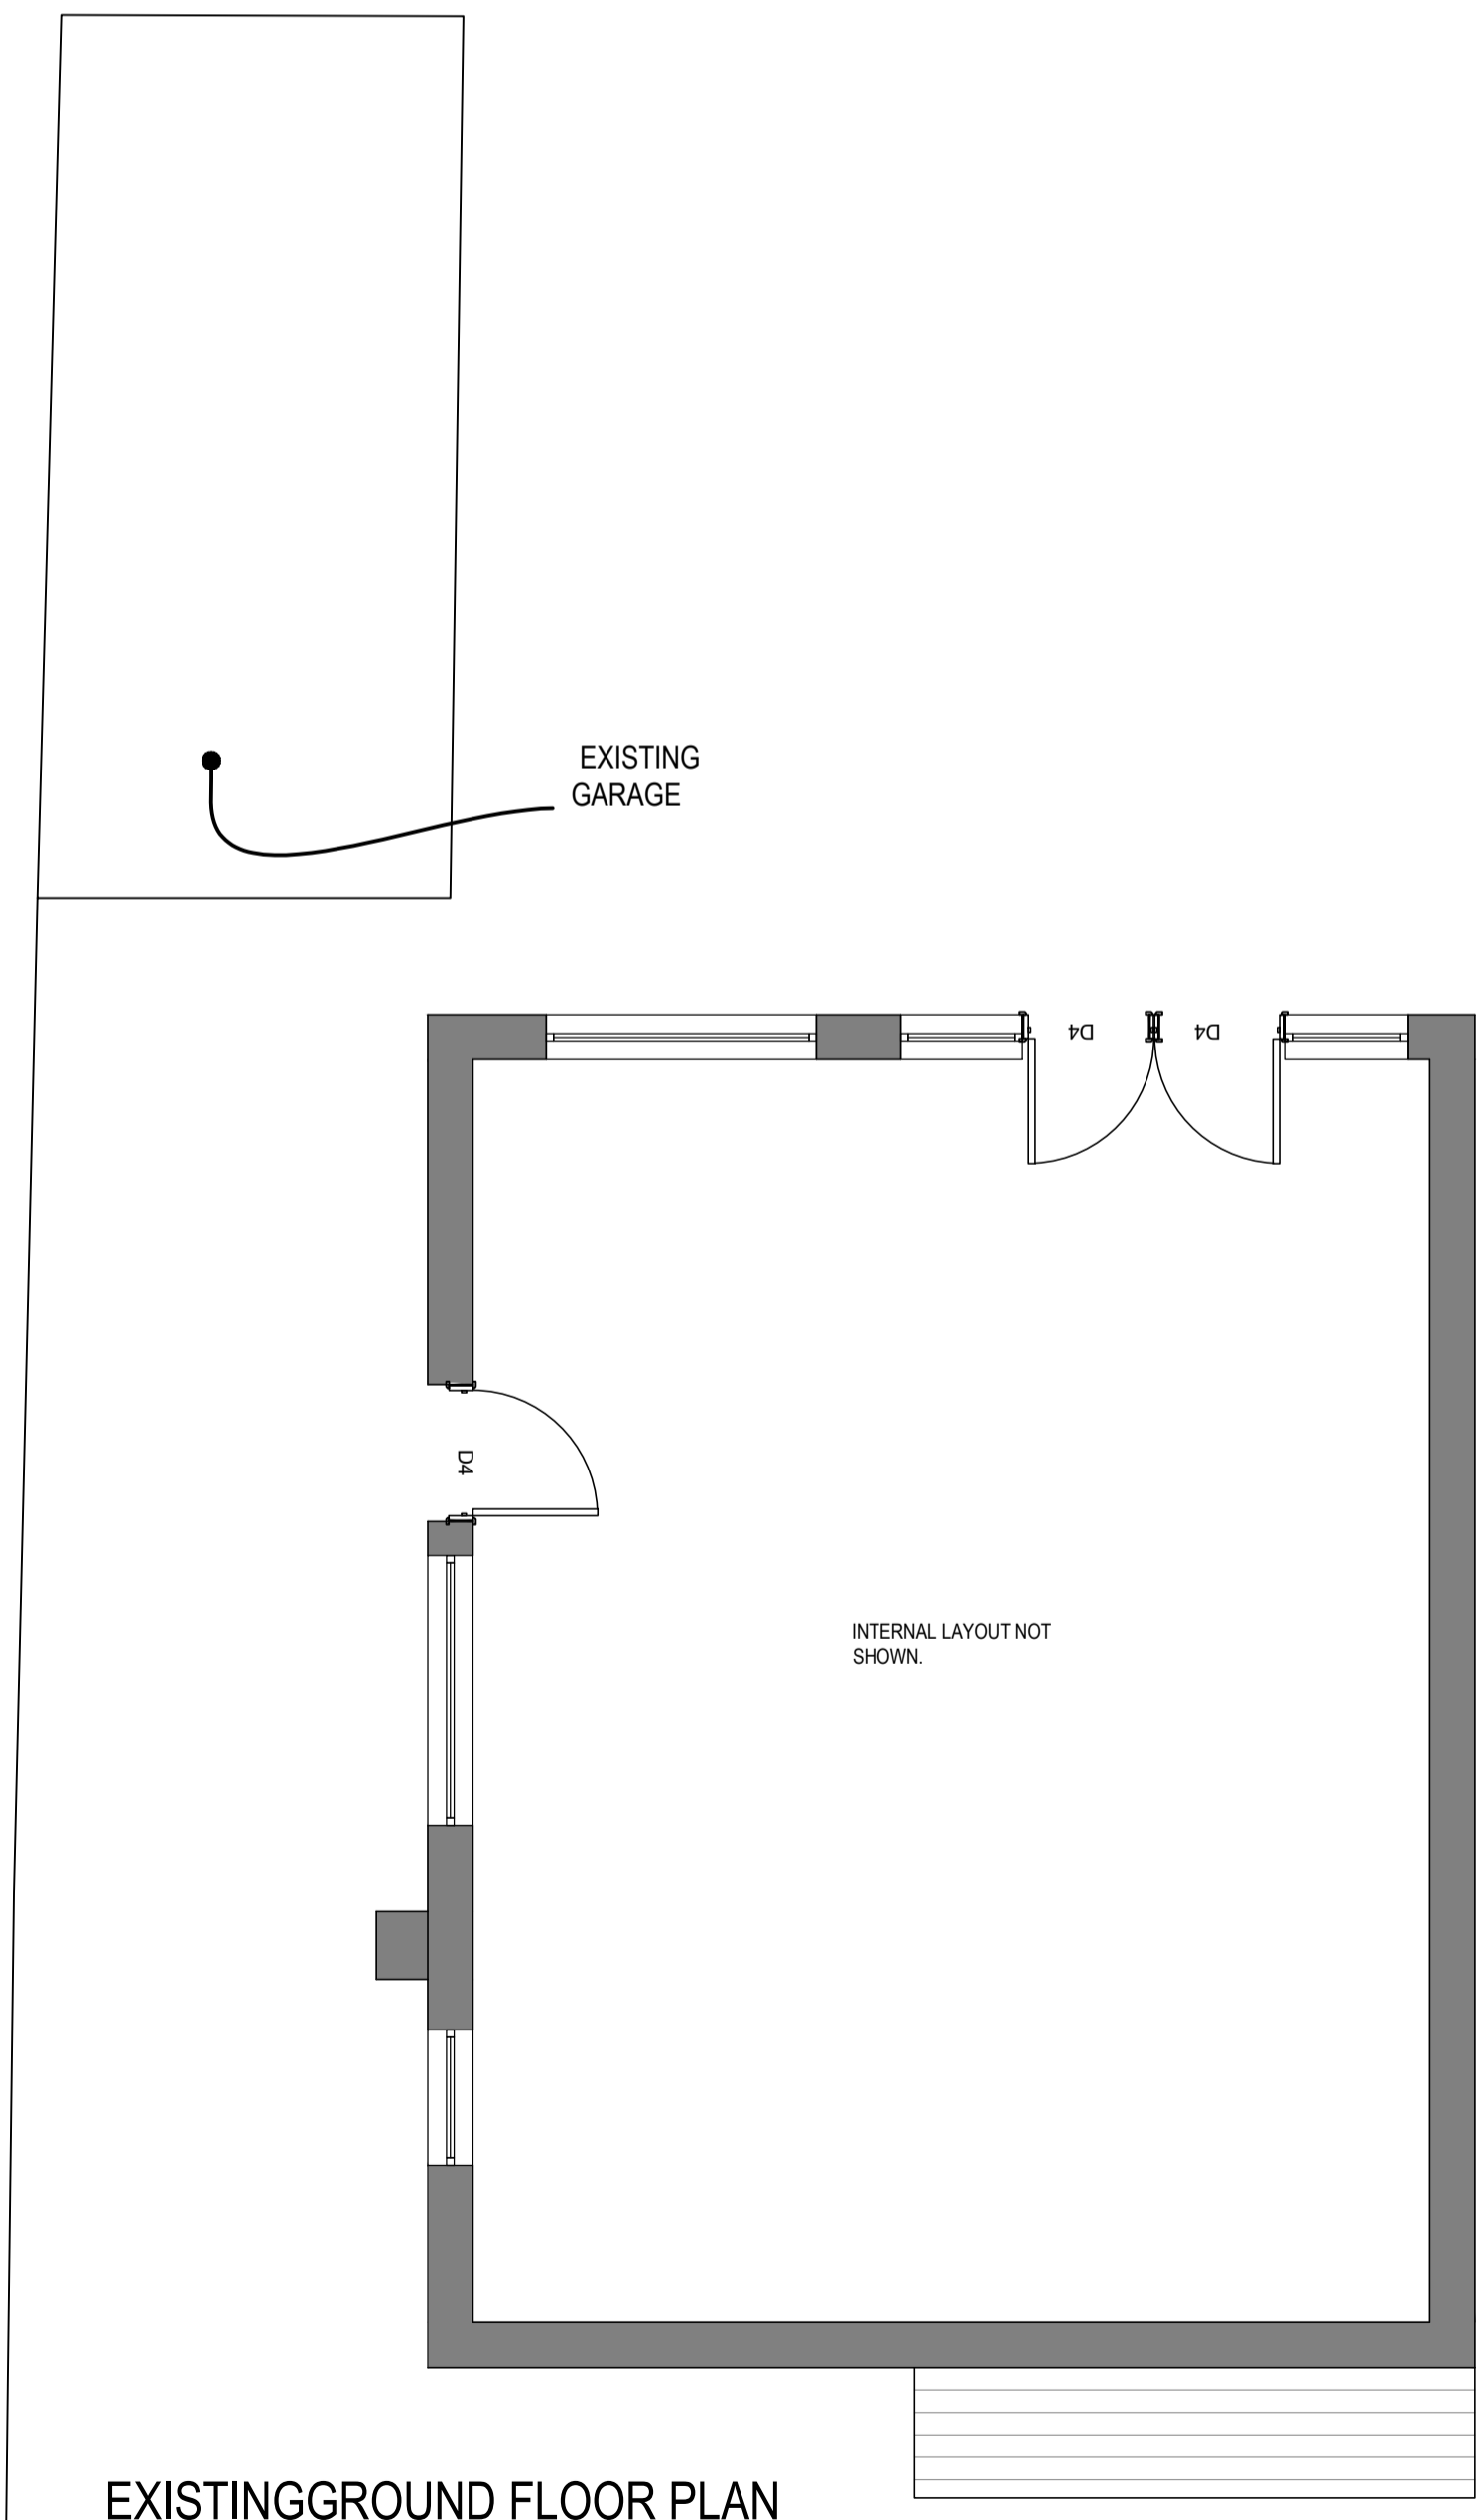 EXISTING
GARAGE
D4
D4
D4
INTERNAL LAYOUT NOT
SHOWN.
EXISTINGGROUND FLOOR PLAN